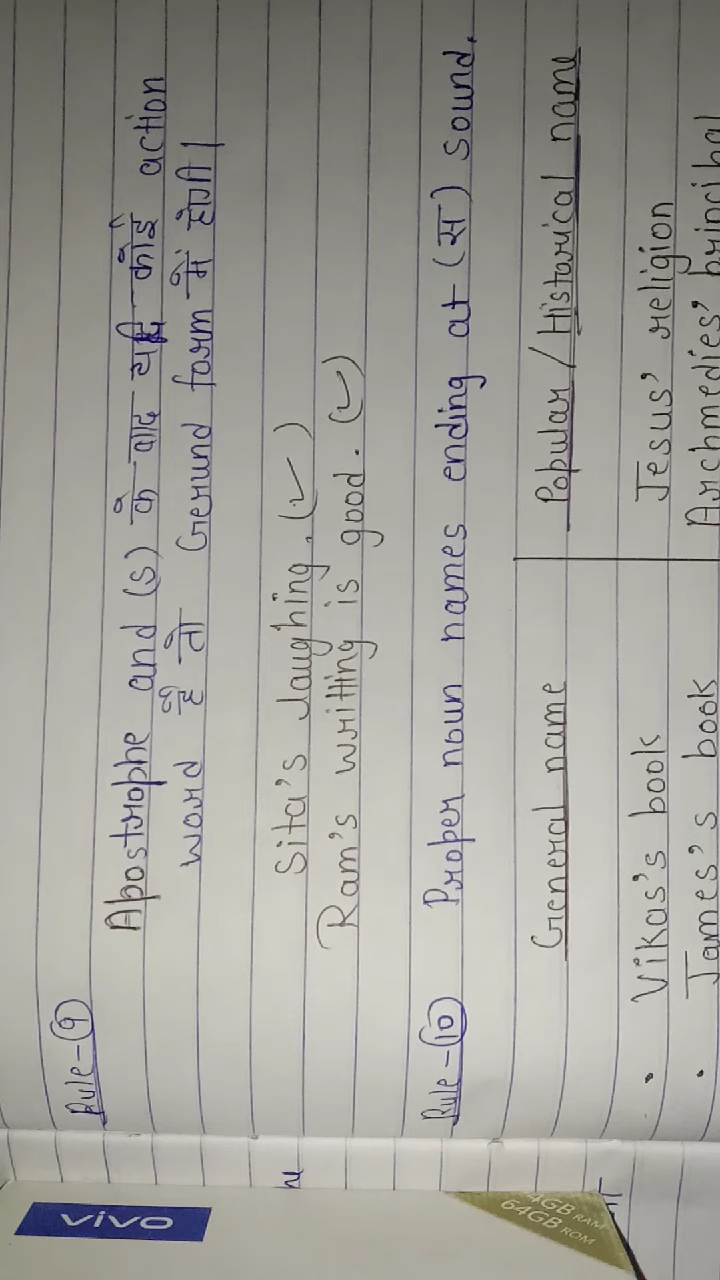 Rule-(9)
Apostrophe and (s) के बाद यदि कोई action
word है तो Gerund form में होगी।
Sita's laughing. (✓)
Ram's writting is good. (✓)
Rule-(10) Proper noun names ending at (स) sound.
General name Popular / Historical name
• Vikas's book Jesus' religion
• James's book Archmedies' principal
vivo
4GB RAM
64GB ROM